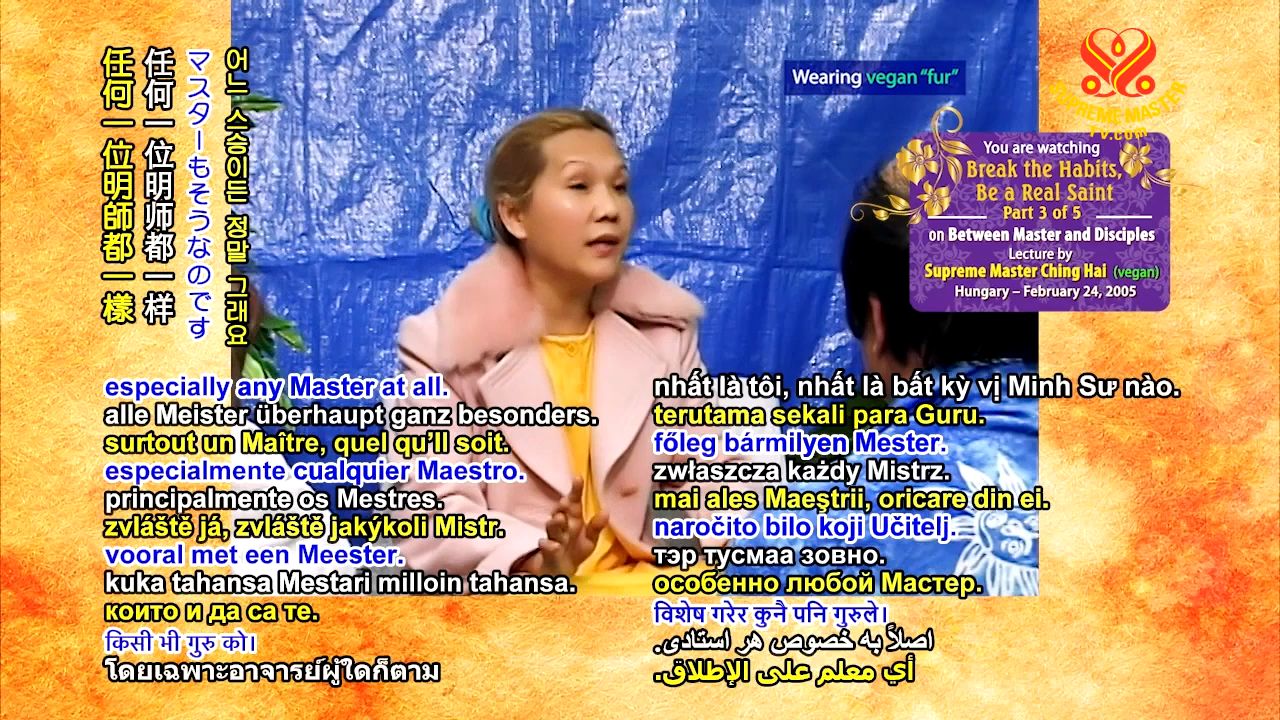 어느 스승이든 정말 그래요
マスターもそうなのです
任何一位明师都一样
任何一位明師都一樣
Wearing vegan “fur”
SUPREME MASTER
TV.com
You are watching
Break the Habits,
Be a Real Saint
Part 3 of 5
on Between Master and Disciples
Lecture by
Supreme Master Ching Hai (vegan)
Hungary – February 24, 2005
especially any Master at all.
alle Meister überhaupt ganz besonders.
surtout un Maître, quel qu’Il soit.
especialmente cualquier Maestro.
principalmente os Mestres.
zvláště já, zvláště jakýkoli Mistr.
vooral met een Meester.
kuka tahansa Mestari milloin tahansa.
които и да са те.
किसी भी गुरु को।
โดยเฉพาะอาจารย์ผู้ใดก็ตาม
nhất là tôi, nhất là bất kỳ vị Minh Sư nào.
terutama sekali para Guru.
főleg bármilyen Mester.
zwłaszcza każdy Mistrz.
mai ales Maeştrii, oricare din ei.
naročito bilo koji Učitelj.
тэр тусмаа зовно.
особенно любой Мастер.
विशेष गरेर कुनै पनि गुरुले।
اصلاً به خصوص هر استادی.
أي معلم على الإطلاق.